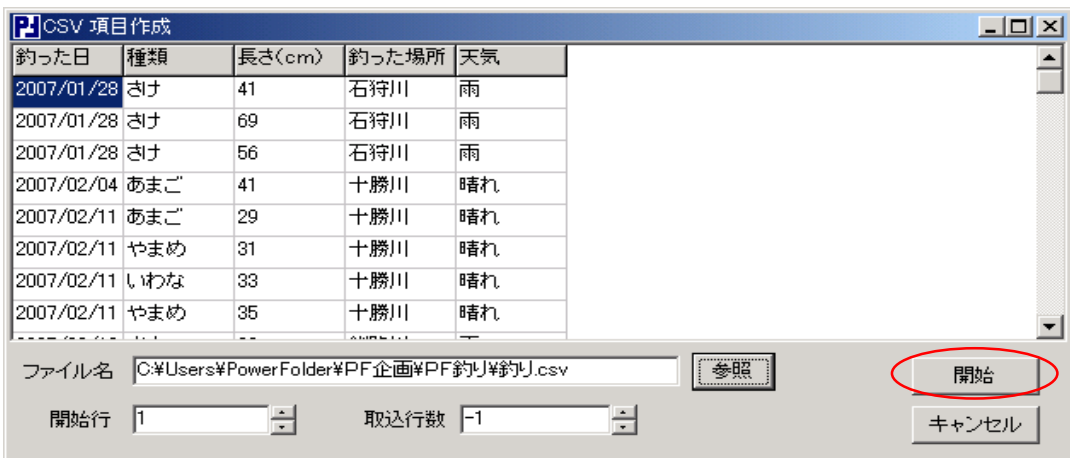 CSV 項目作成
釣った日 種類 長さ(cm) 釣った場所 天気
2007/01/28 さけ 41 石狩川 雨
2007/01/28 さけ 69 石狩川 雨
2007/01/28 さけ 56 石狩川 雨
2007/02/04 あまご 41 十勝川 晴れ
2007/02/11 あまご 29 十勝川 晴れ
2007/02/11 やまめ 31 十勝川 晴れ
2007/02/11 いわな 33 十勝川 晴れ
2007/02/11 やまめ 35 十勝川 晴れ
ファイル名 C:¥Users¥PowerFolder¥PF企画¥PF釣り¥釣り.csv 参照 開始
開始行 1 取込行数 -1 キャンセル